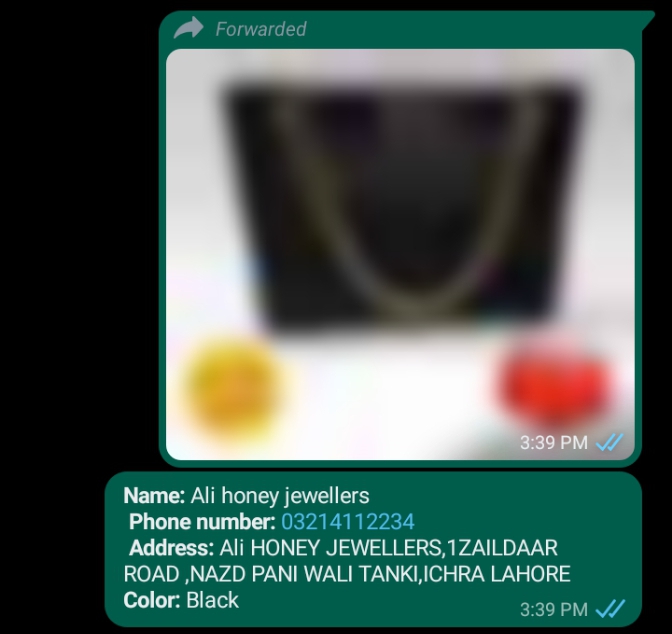 Forwarded
3:39 PM
Name: Ali honey jewellers
Phone number: 03214112234
Address: Ali HONEY JEWELLERS,1ZAILDAAR
ROAD ,NAZD PANI WALI TANKI,ICHRA LAHORE
Color: Black
3:39 PM